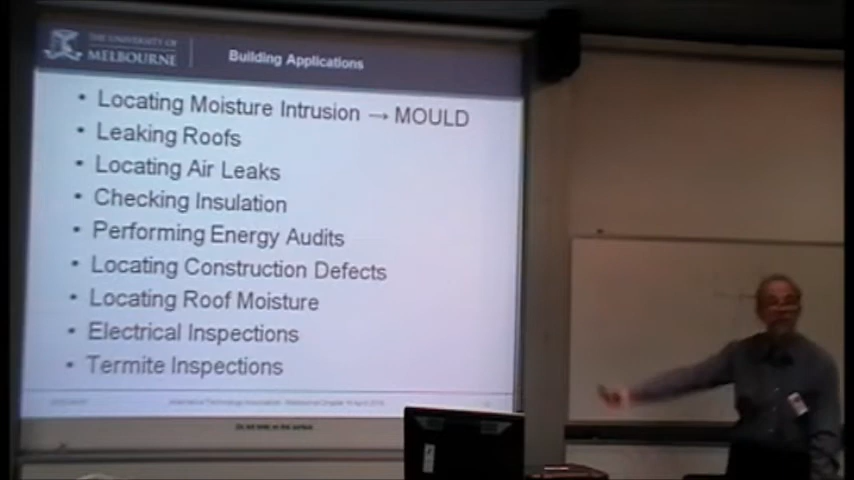 THE UNIVERSITY OF
MELBOURNE
Building Applications
• Locating Moisture Intrusion → MOULD
• Leaking Roofs
• Locating Air Leaks
• Checking Insulation
• Performing Energy Audits
• Locating Construction Defects
• Locating Roof Moisture
• Electrical Inspections
• Termite Inspections